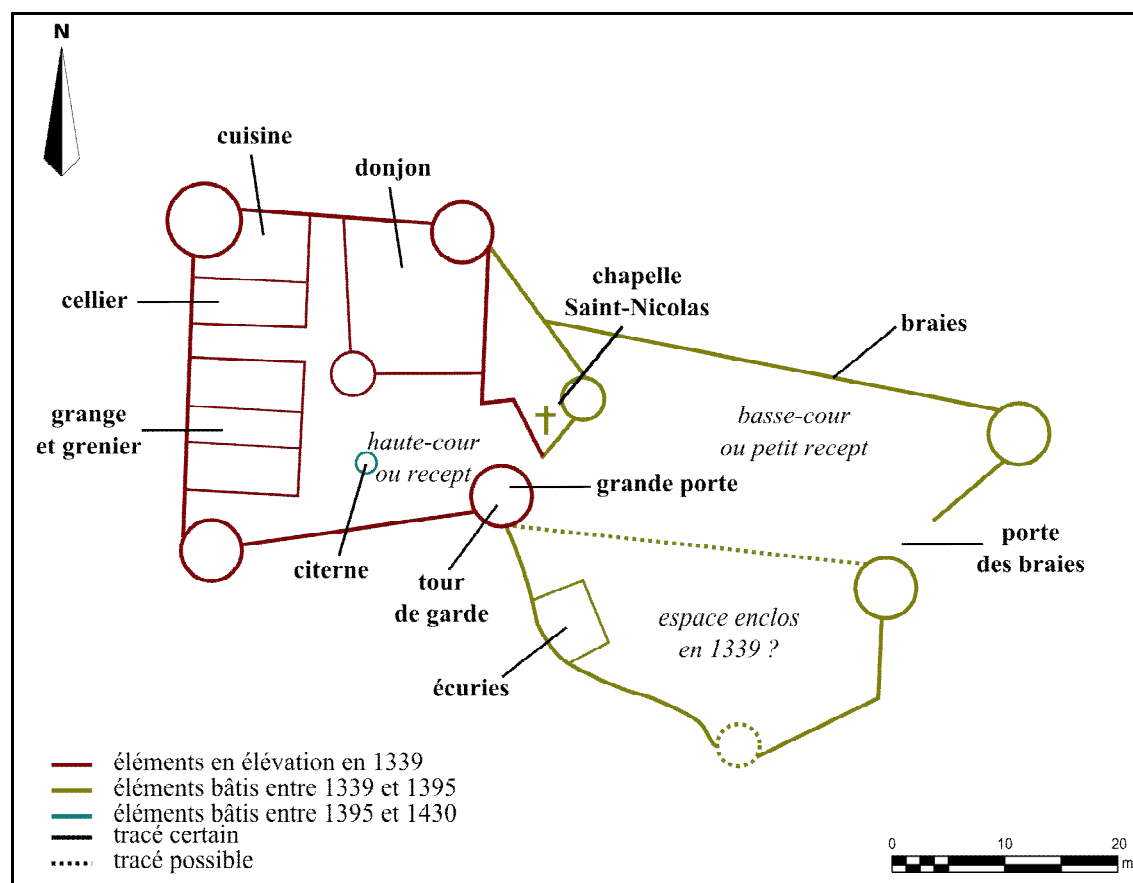 N
cuisine
donjon
chapelle
Saint-Nicolas
cellier
braies
grange
et grenier
basse-cour
ou petit recept
haute-cour
ou recept
grande porte
porte
des braies
citerne
tour
de garde
espace enclos
en 1339 ?
écuries
éléments en élévation en 1339
éléments bâtis entre 1339 et 1395
éléments bâtis entre 1395 et 1430
tracé certain
tracé possible
0 10 20
m